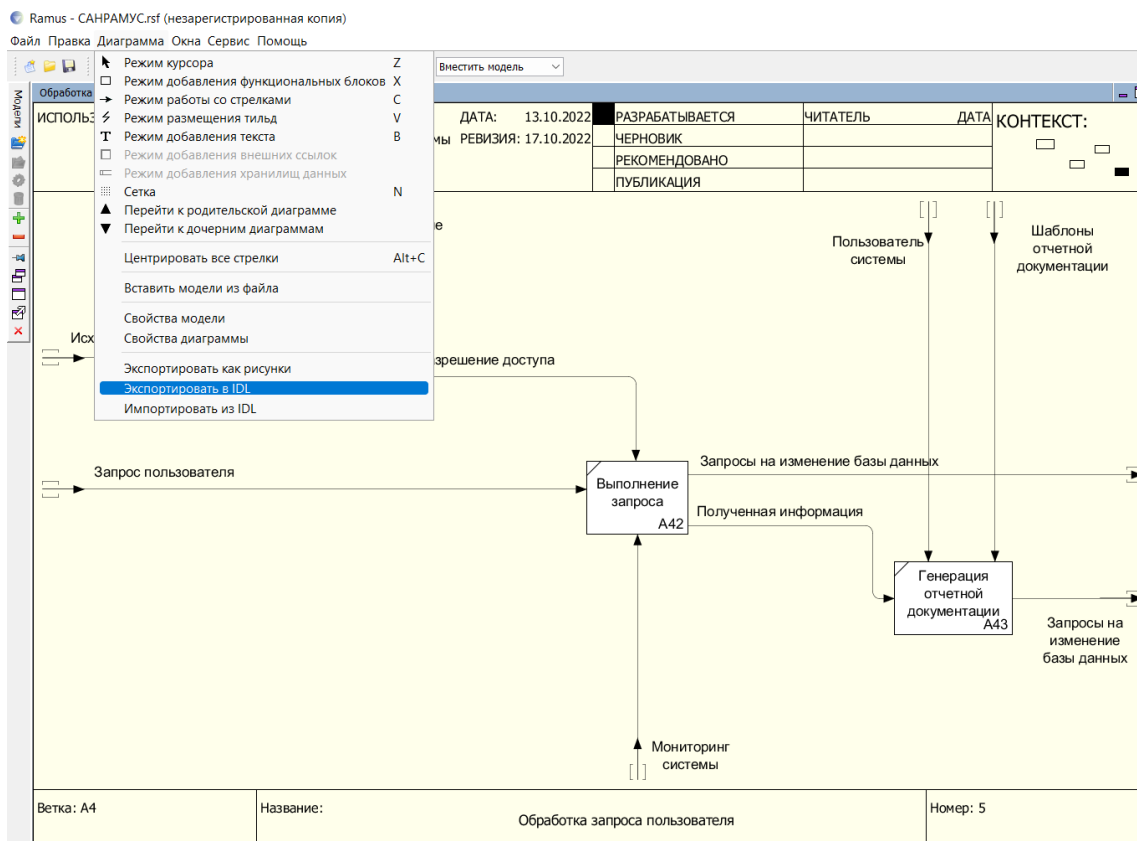 Ramus - САНРАМУС.rsf (незарегистрированная копия)
Файл Правка Диаграмма Окна Сервис Помощь
Вместить модель
Модели
Обработка
Режим курсора Z
Режим добавления функциональных блоков X
Режим работы со стрелками C
Режим размещения тильд V
Режим добавления текста B
Режим добавления внешних ссылок
Режим добавления хранилищ данных
Сетка N
Перейти к родительской диаграмме
Перейти к дочерним диаграммам
Центрировать все стрелки Alt+C
Вставить модели из файла
Свойства модели
Свойства диаграммы
Экспортировать как рисунки
Экспортировать в IDL
Импортировать из IDL
ДАТА: 13.10.2022
РЕВИЗИЯ: 17.10.2022
РАЗРАБАТЫВАЕТСЯ
ЧЕРНОВИК
РЕКОМЕНДОВАНО
ПУБЛИКАЦИЯ
ЧИТАТЕЛЬ ДАТА
КОНТЕКСТ:
Пользователь
системы
Шаблоны
отчетной
документации
Запрос пользователя
доступа
Выполнение
запроса
A42
Запросы на изменение базы данных
Полученная информация
Генерация
отчетной
документации
A43
Запросы на
изменение
базы данных
Мониторинг
системы
Ветка: A4
Название:
Обработка запроса пользователя
Номер: 5